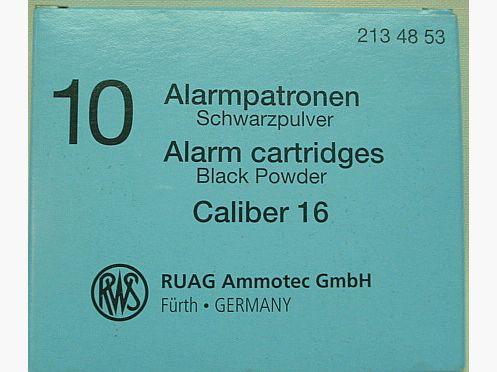 213 48 53
10
Alarmpatronen
Schwarzpulver
Alarm cartridges
Black Powder
Caliber 16
RWS
RUAG Ammotec GmbH
Fürth • GERMANY